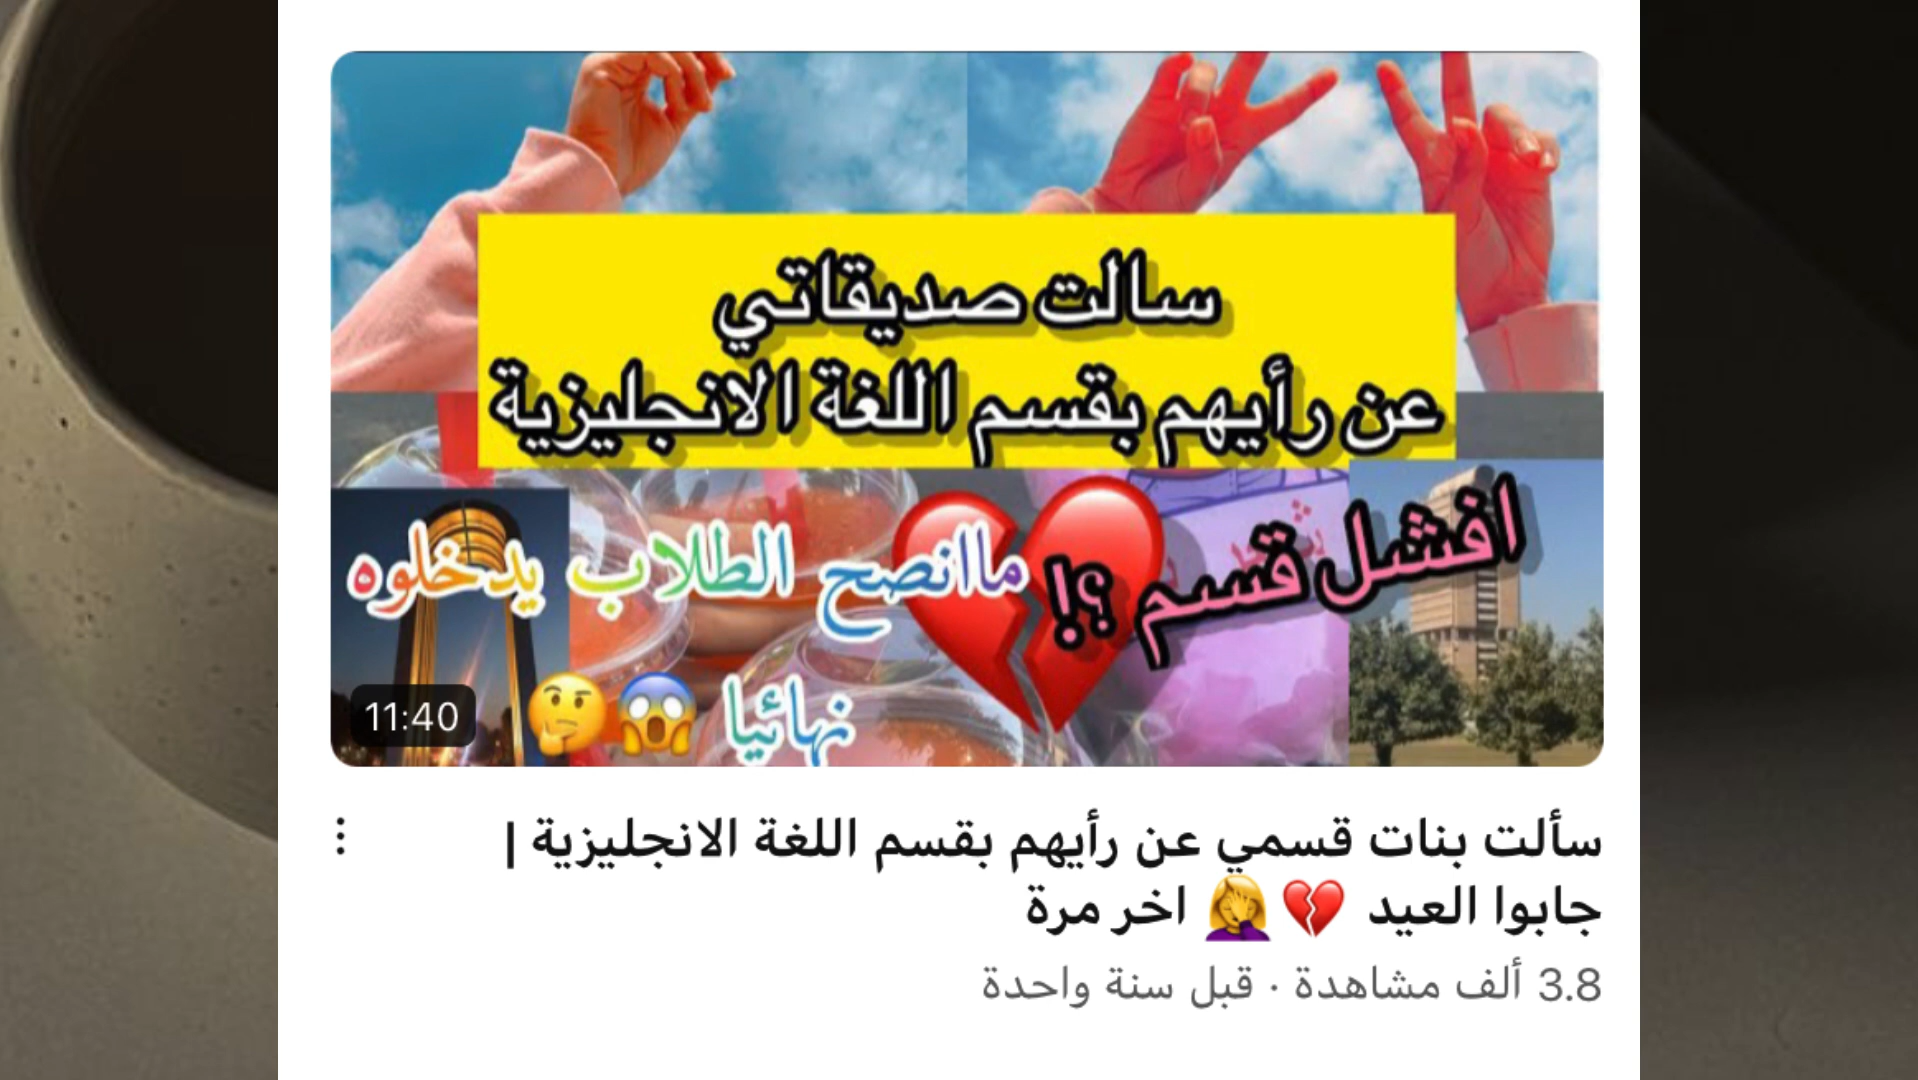 سالت صديقاتي
عن رأيهم بقسم اللغة الانجليزية
افشل قسم ؟!
ماانصح الطلاب يدخلوه
نهائيا 😱🤔
11:40
سألت بنات قسمي عن رأيهم بقسم اللغة الانجليزية |
جابوا العيد 💔🤦‍♀️ اخر مرة
3.8 ألف مشاهدة · قبل سنة واحدة